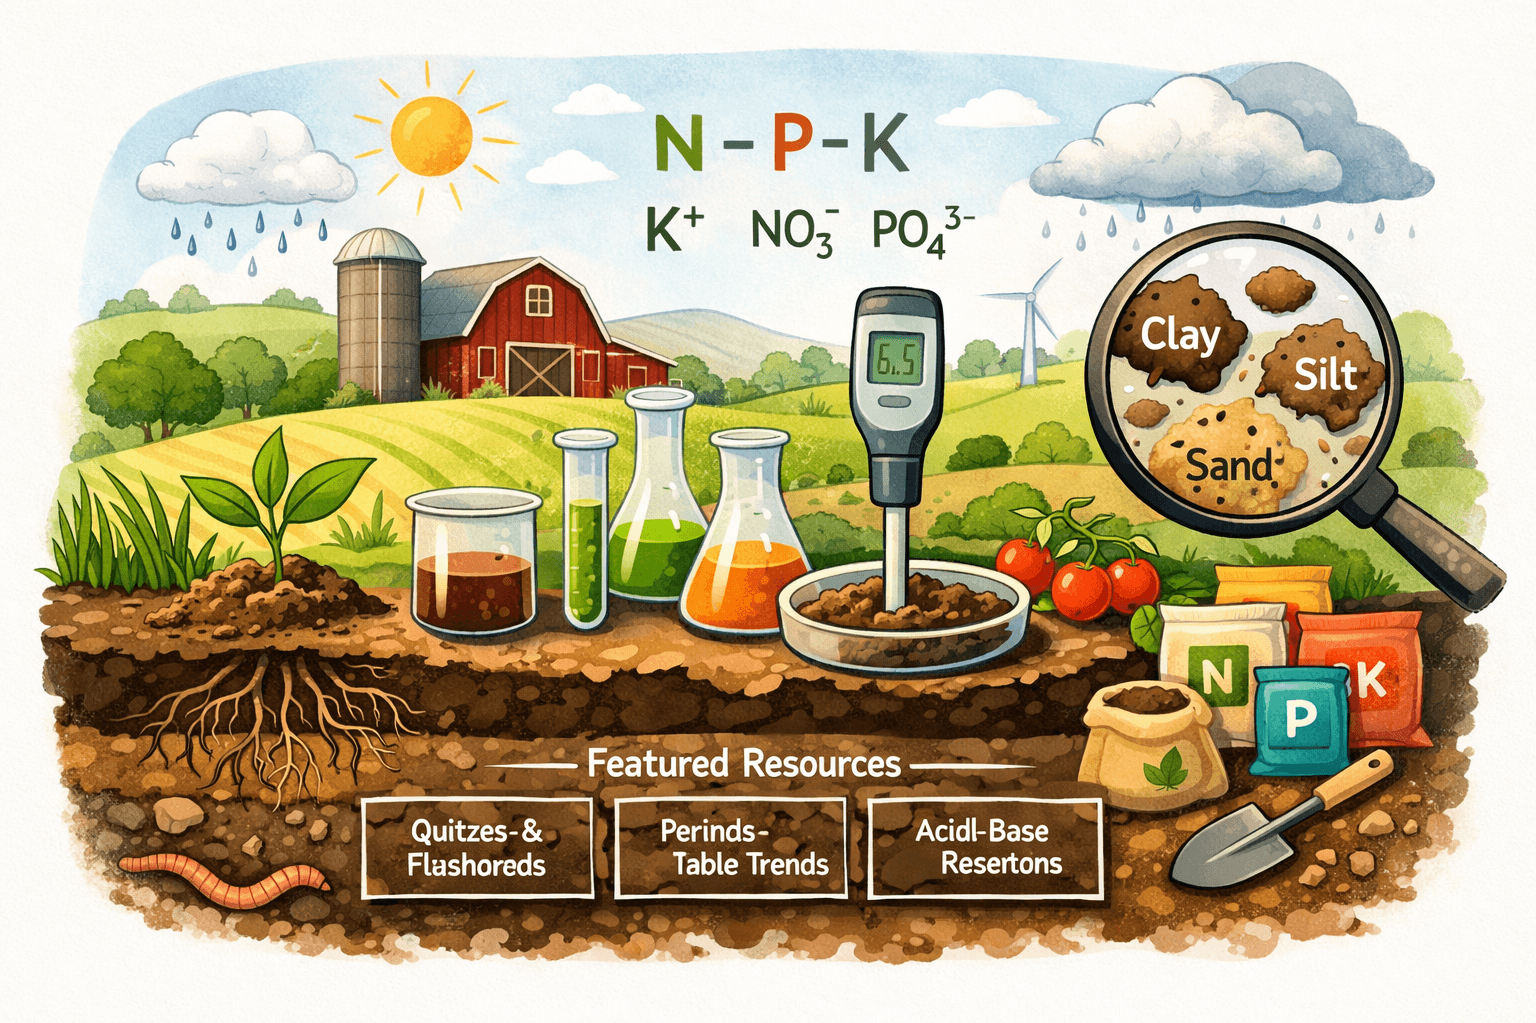 N-P-K
K⁺ NO₃⁻ PO₄³⁻
6.5
Clay
Silt
Sand
N
K
P
Featured Resources
Quitzes-&
Flashoreds
Perinds-
Table Trends
Acidl-Base
Resertons